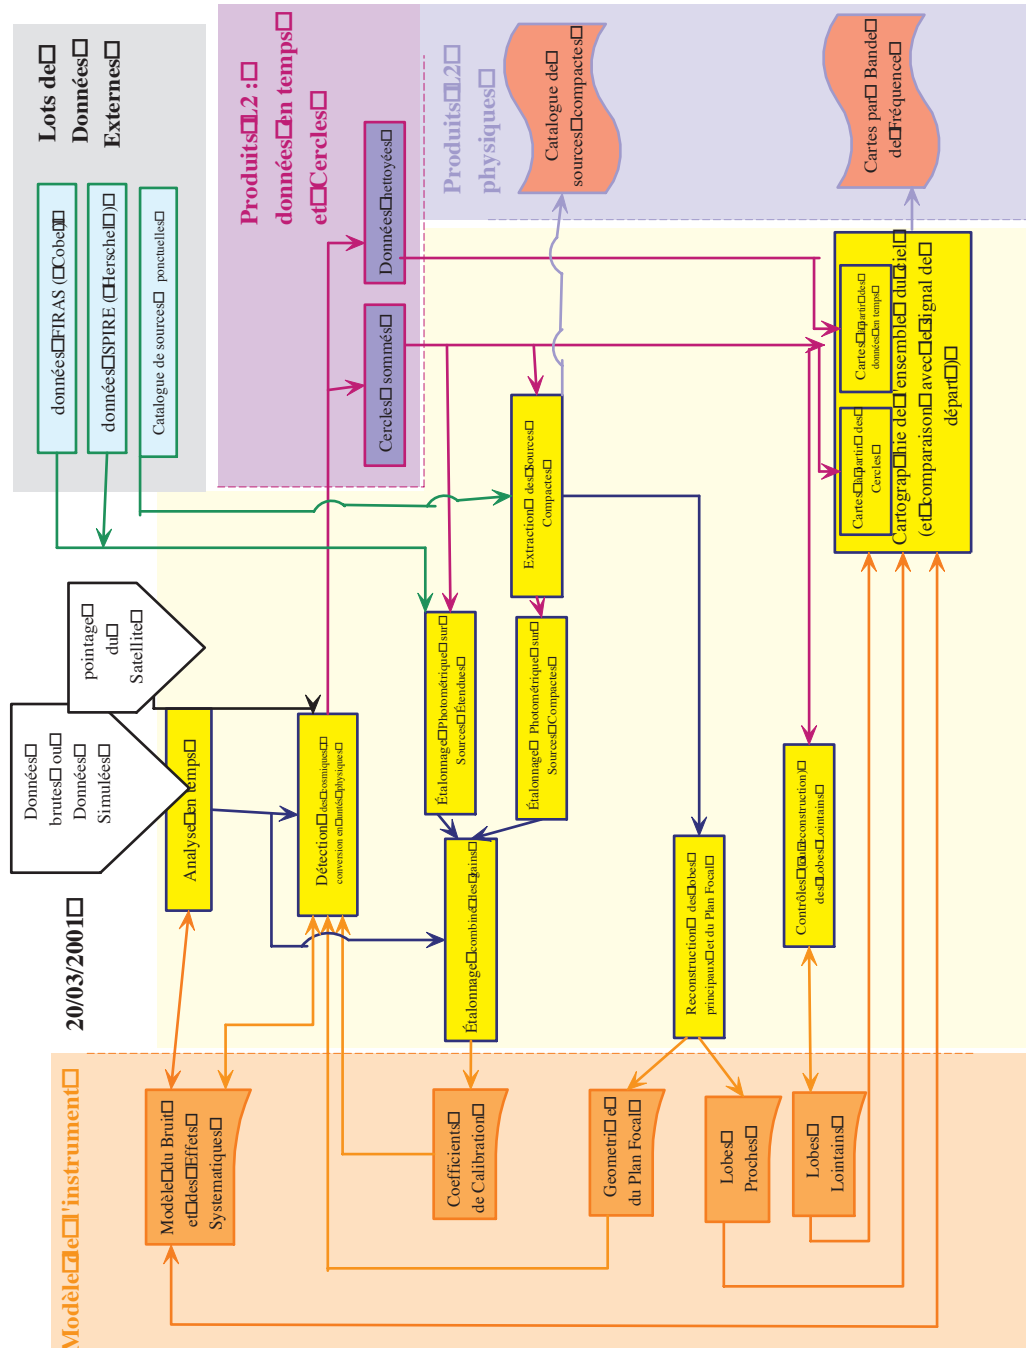 Lots de
Données
Externes
données FIRAS (Cobe)
données SPIRE (Herschel)
Catalogue de sources ponctuelles
Produits L2 :
données en temps
et Cercles
Données nettoyées
Cercles sommés
Produits L2
physiques
Catalogue de
sources compactes
Cartes par Bande
de Fréquence
pointage
du
Satellite
Données
brutes ou
Données
Simulées
20/03/2001
Analyse en temps
Détection des cosmiques
conversion en unités physiques
Étalonnage Photométrique sur
Sources Étendues
Extraction des Sources
Compactes
Étalonnage Photométrique sur
Sources Compactes
Étalonnage combiné des gains
Reconstruction des lobes
principaux et du Plan Focal
Contrôles (ou reconstruction)
des Lobes Lointains
Cartes à partir des
données en temps
Cartes à partir des
Cercles
Cartographie de l'ensemble du ciel
(et comparaison avec le signal de
départ)
Modèle de l'instrument
Modèle du Bruit
et des Effets
Systematiques
Coefficients
de Calibration
Geometrie
du Plan Focal
Lobes
Proches
Lobes
Lointains